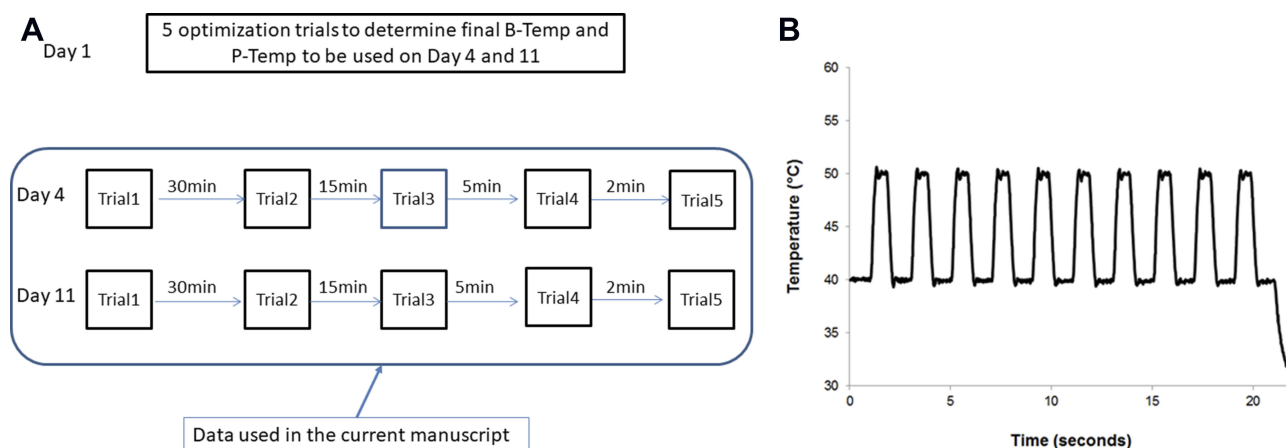 A
Day 1
5 optimization trials to determine final B-Temp and
P-Temp to be used on Day 4 and 11
Day 4
Trial1
30min
Trial2
15min
Trial3
5min
Trial4
2min
Trial5
Day 11
Trial1
30min
Trial2
15min
Trial3
5min
Trial4
2min
Trial5
Data used in the current manuscript
B
Temperature (°C)
60
55
50
45
40
35
30
0
5
10
15
20
Time (seconds)